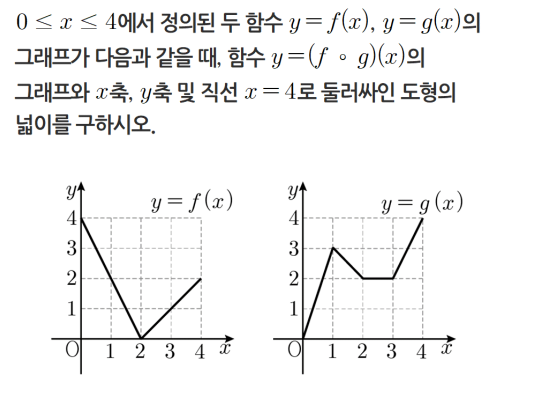 0 ≤ x ≤ 4에서 정의된 두 함수 y = f(x), y = g(x)의
그래프가 다음과 같을 때, 함수 y = (f ∘ g)(x)의
그래프와 x축, y축 및 직선 x = 4로 둘러싸인 도형의
넓이를 구하시오.
y
y = f(x)
4
3
2
1
O 1 2 3 4 x
y
y = g(x)
4
3
2
1
O 1 2 3 4 x